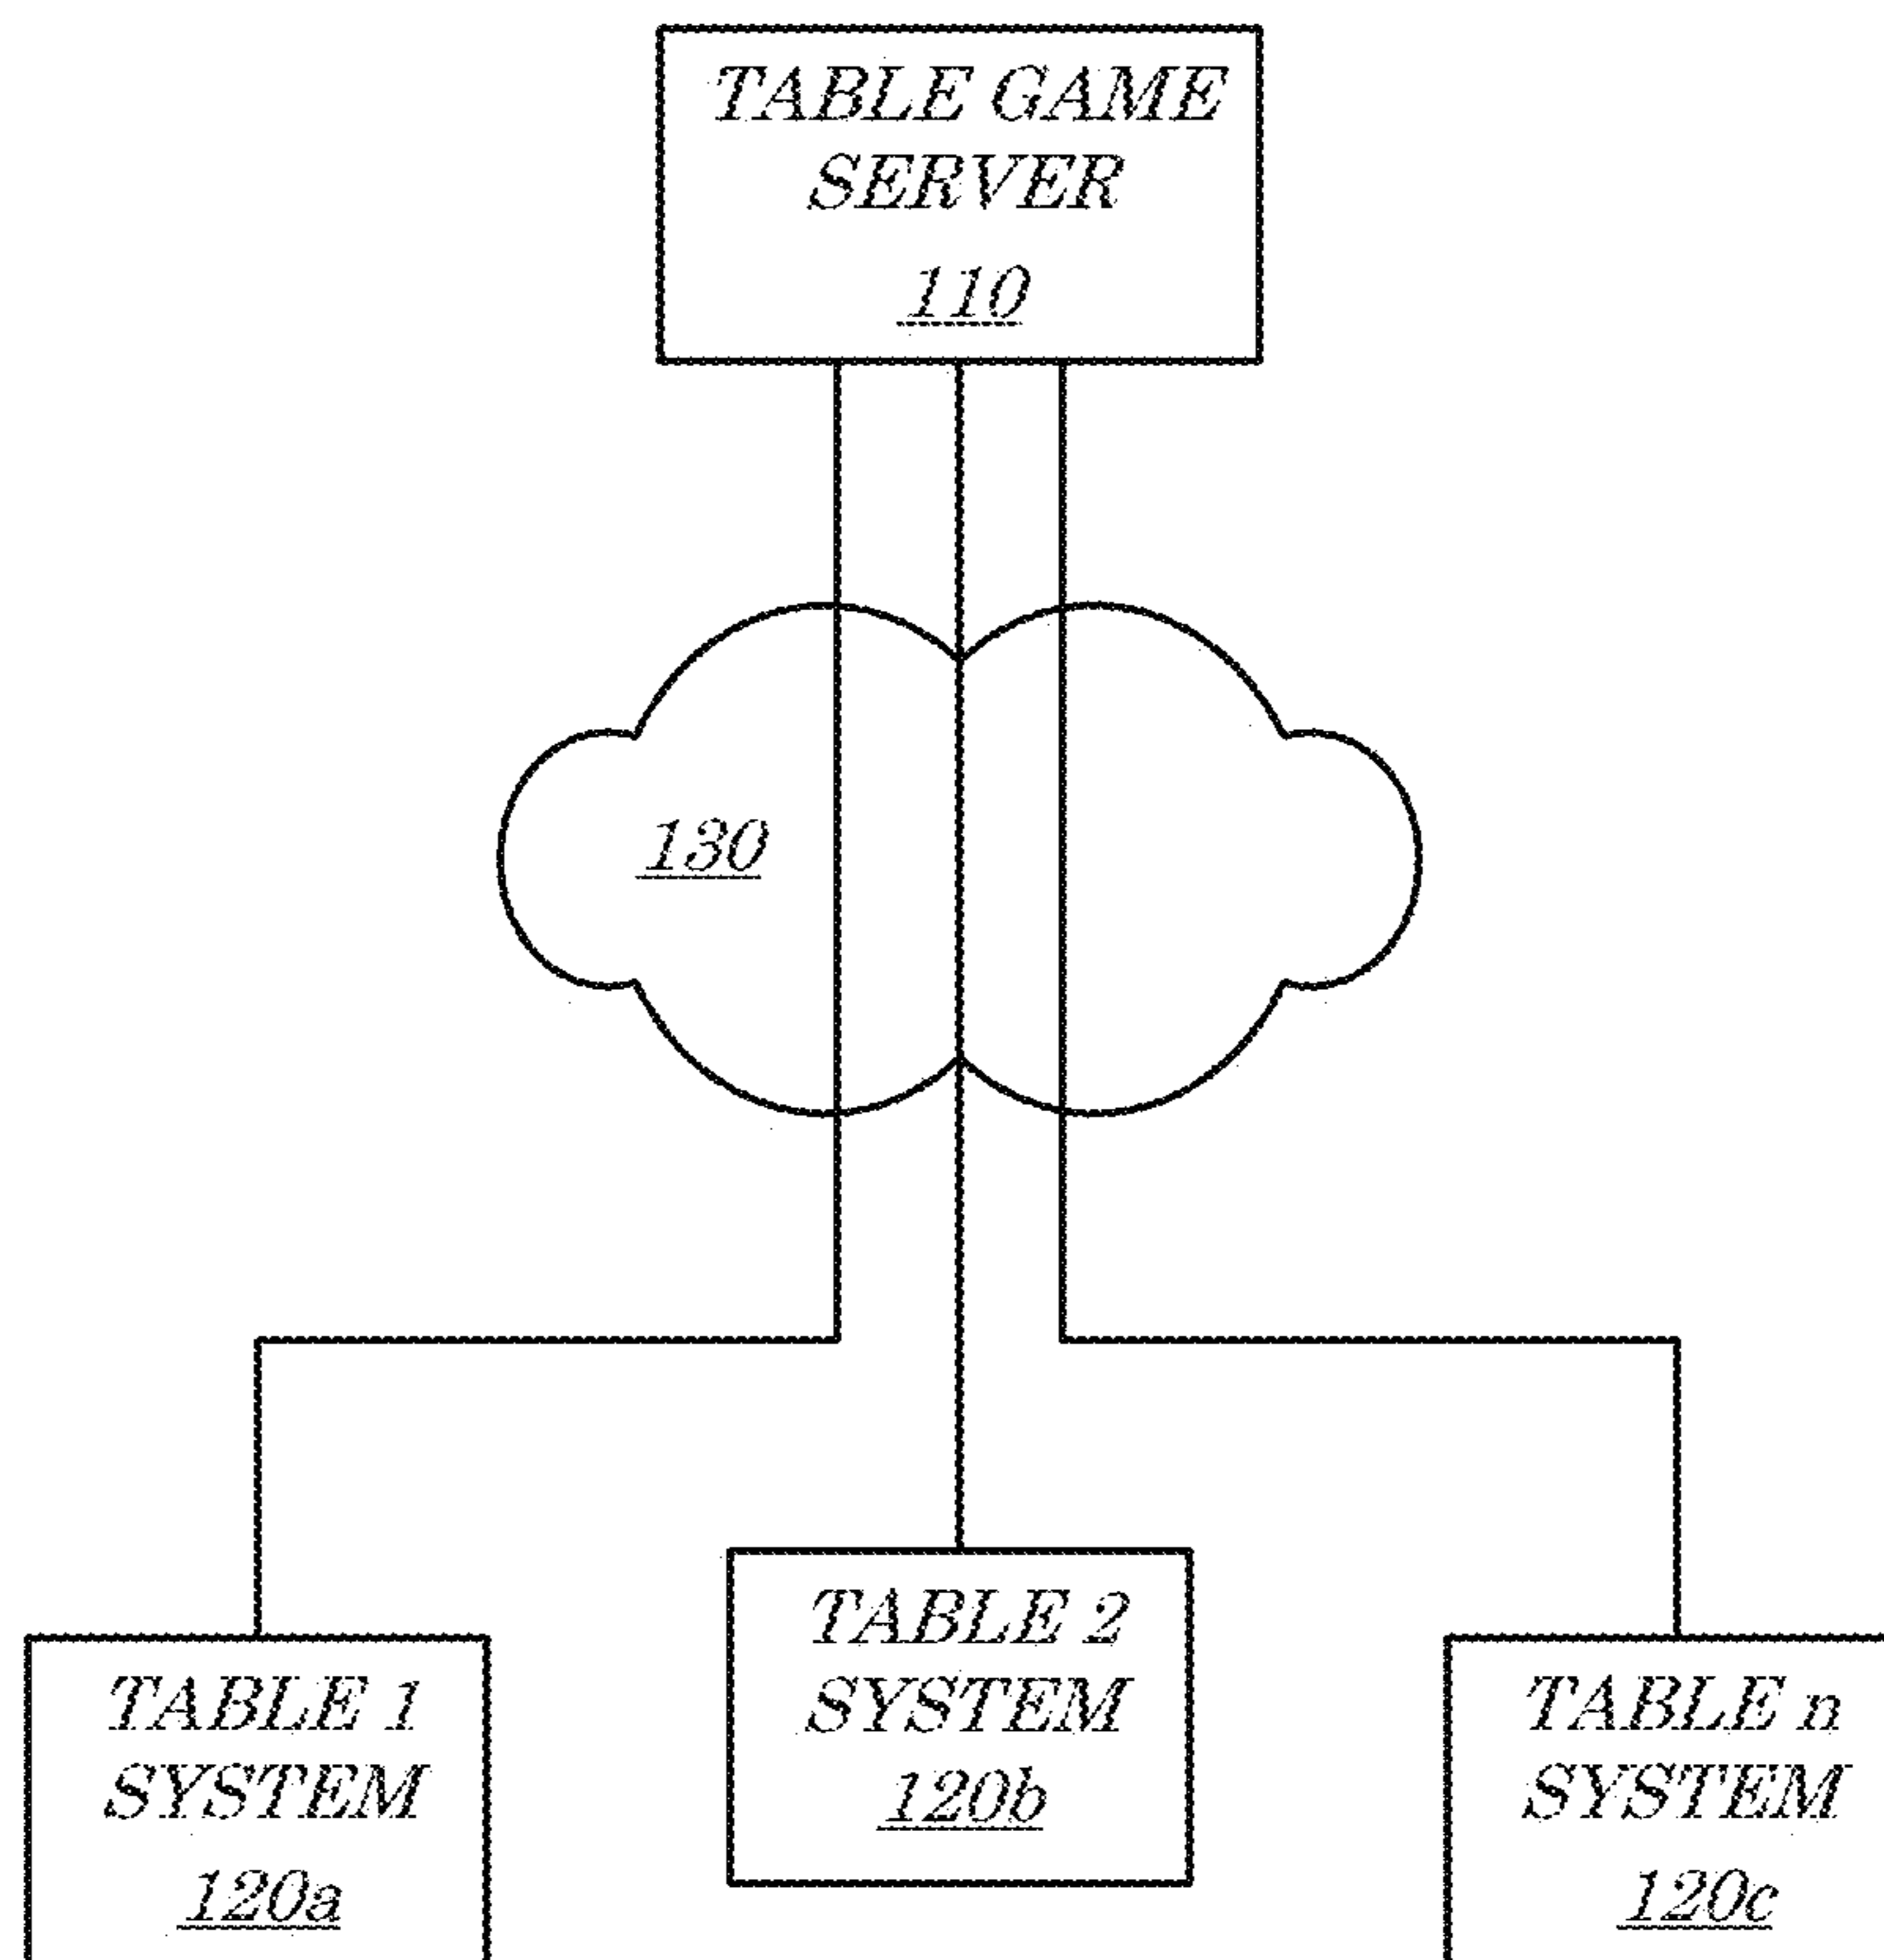 TABLE GAME
SERVER
110
130
TABLE 2
SYSTEM
120b
TABLE 1
SYSTEM
120a
TABLE n
SYSTEM
120c